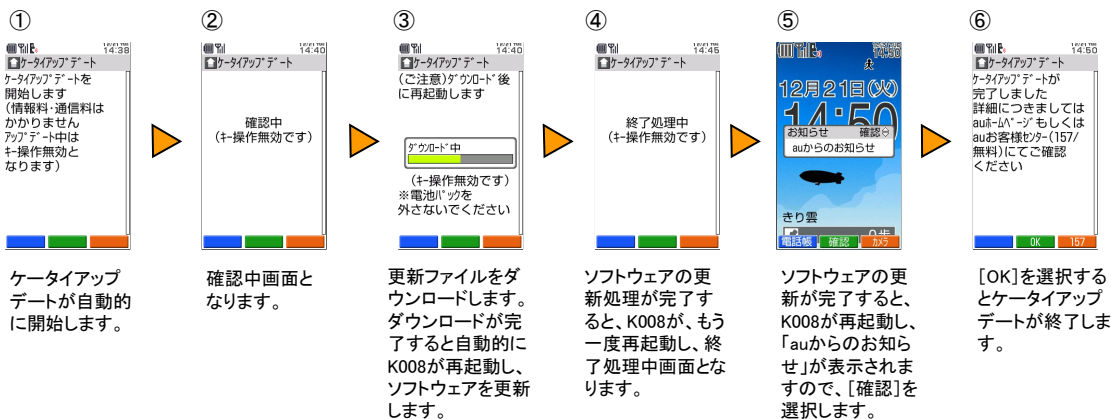 ①
14:38
ケータイアップデート
ケータイアップデートを
開始します
(情報料・通信料は
かかりません
アップデート中は
キー操作無効と
なります)
ケータイアップ
デートが自動的
に開始します。
②
14:40
ケータイアップデート
確認中
(キー操作無効です)
確認中画面と
なります。
③
14:40
ケータイアップデート
(ご注意)ダウンロード後
に再起動します
ダウンロード中
(キー操作無効です)
※電池パックを
外さないでください
更新ファイルをダ
ウンロードします。
ダウンロードが完
了すると自動的に
K008が再起動し、
ソフトウェアを更新
します。
④
14:45
ケータイアップデート
終了処理中
(キー操作無効です)
ソフトウェアの更
新処理が完了す
ると、K008が、もう
一度再起動し、終
了処理中画面とな
ります。
⑤
14:50
12月21日(火)
14:50
お知らせ 確認
auからのお知らせ
きり雲
0歩
電話帳 確認 カメラ
ソフトウェアの更
新が完了すると、
K008が再起動し、
「auからのお知ら
せ」が表示されま
すので、[確認]を
選択します。
⑥
14:50
ケータイアップデート
ケータイアップデートが
完了しました
詳細につきましては
auホームページもしくは
auお客様センター(157/
無料)にてご確認
ください
OK 157
[OK]を選択する
とケータイアップ
デートが終了しま
す。